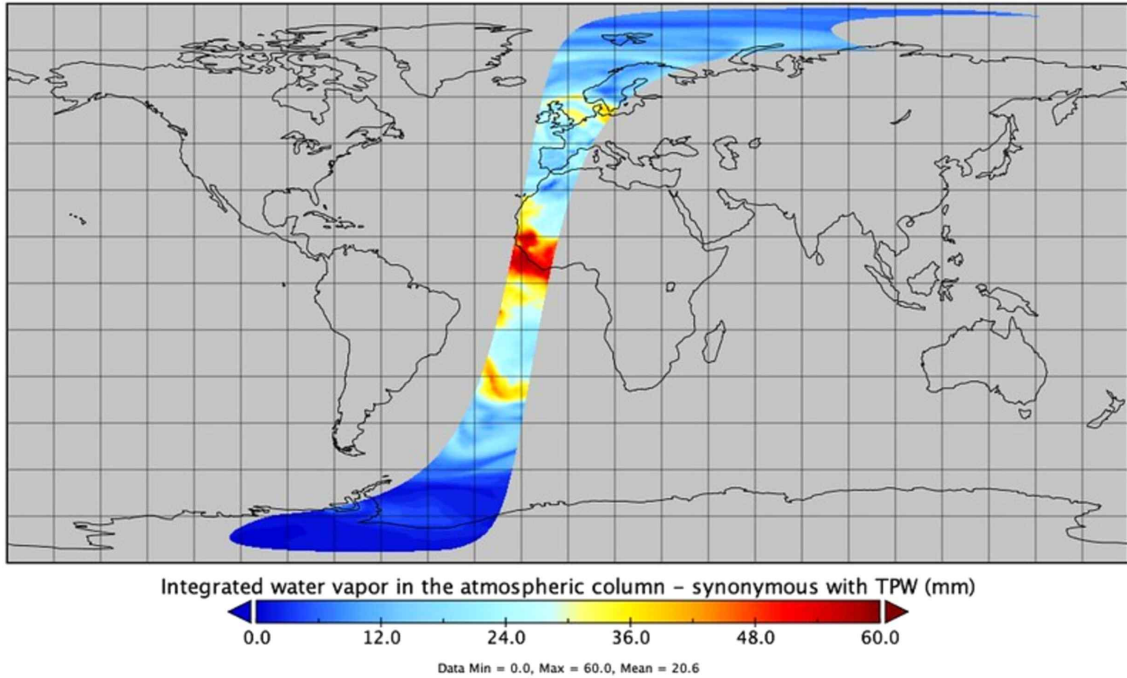 Integrated water vapor in the atmospheric column – synonymous with TPW (mm)
0.0 12.0 24.0 36.0 48.0 60.0
Data Min = 0.0, Max = 60.0, Mean = 20.6